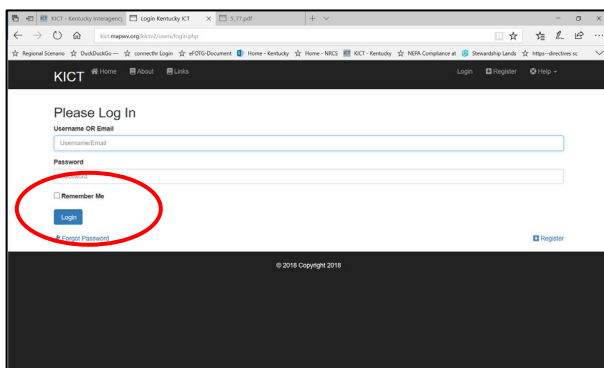 KICT - Kentucky Interagency
Login Kentucky ICT
5_77.pdf
kict.mapwv.org/kictv2/users/login.php
Regional Scenario
DuckDuckGo —
connecthr Login
eFOTG-Document
Home - Kentucky
Home - NRCS
KICT - Kentucky
NEPA Compliance at
Stewardship Lands
https--directives sc
KICT
Home
About
Links
Login
Register
Help
Please Log In
Username OR Email
Username/Email
Password
Remember Me
Login
Forgot Password
Register
© 2018 Copyright 2018